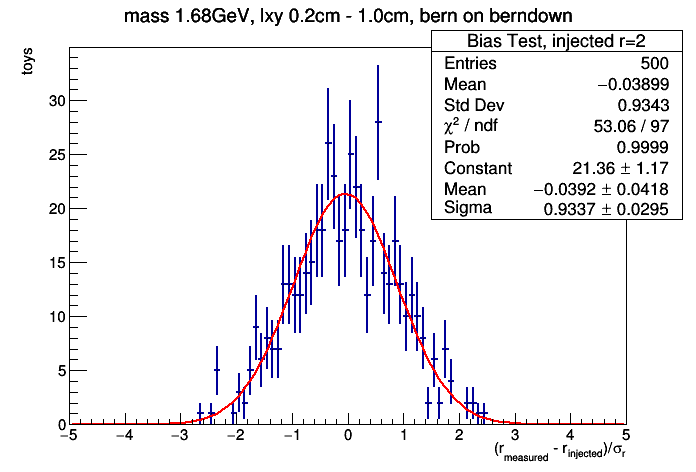 mass 1.68GeV, lxy 0.2cm - 1.0cm, bern on berndown
Bias Test, injected r=2
Entries 500
Mean −0.03899
Std Dev 0.9343
χ² / ndf 53.06 / 97
Prob 0.9999
Constant 21.36 ± 1.17
Mean −0.0392 ± 0.0418
Sigma 0.9337 ± 0.0295
toys
30
25
20
15
10
5
0
−5 −4 −3 −2 −1 0 1 2 3 4 5
(r_measured - r_injected)/σ_r